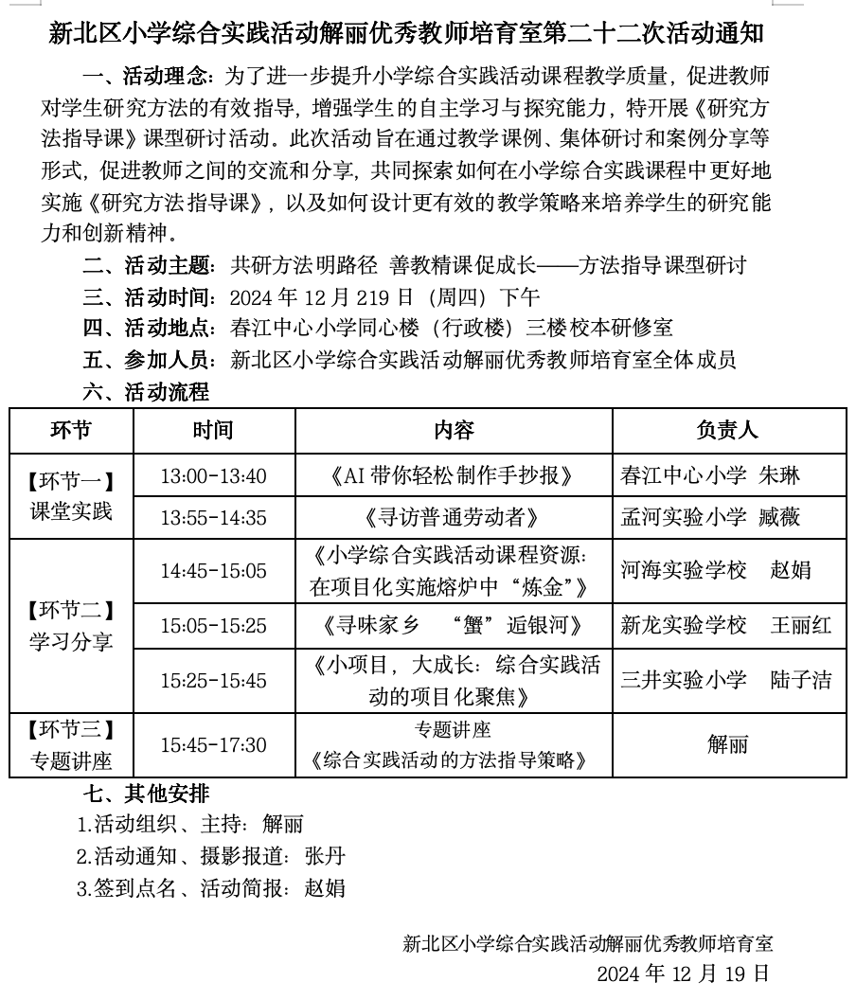 新北区小学综合实践活动解丽优秀教师培育室第二十二次活动通知
一、活动理念：为了进一步提升小学综合实践活动课程教学质量，促进教师
对学生研究方法的有效指导，增强学生的自主学习与探究能力，特开展《研究方
法指导课》课型研讨活动。此次活动旨在通过教学课例、集体研讨和案例分享等
形式，促进教师之间的交流和分享，共同探索如何在小学综合实践课程中更好地
实施《研究方法指导课》，以及如何设计更有效的教学策略来培养学生的研究能
力和创新精神。
二、活动主题：共研方法明路径 善教精课促成长——方法指导课型研讨
三、活动时间：2024 年 12 月 219 日（周四）下午
四、活动地点：春江中心小学同心楼（行政楼）三楼校本研修室
五、参加人员：新北区小学综合实践活动解丽优秀教师培育室全体成员
六、活动流程
环节 时间 内容 负责人
【环节一】
课堂实践
13:00-13:40 《AI 带你轻松制作手抄报》 春江中心小学 朱琳
13:55-14:35 《寻访普通劳动者》 孟河实验小学 臧薇
【环节二】
学习分享
14:45-15:05
《小学综合实践活动课程资源：
在项目化实施熔炉中“炼金”》
河海实验学校 赵娟
15:05-15:25 《寻味家乡 “蟹”逅银河》 新龙实验学校 王丽红
15:25-15:45
《小项目，大成长：综合实践活
动的项目化聚焦》
三井实验小学 陆子洁
【环节三】
专题讲座
15:45-17:30
专题讲座
《综合实践活动的方法指导策略》
解丽
七、其他安排
1.活动组织、主持：解丽
2.活动通知、摄影报道：张丹
3.签到点名、活动简报：赵娟
新北区小学综合实践活动解丽优秀教师培育室
2024 年 12 月 19 日